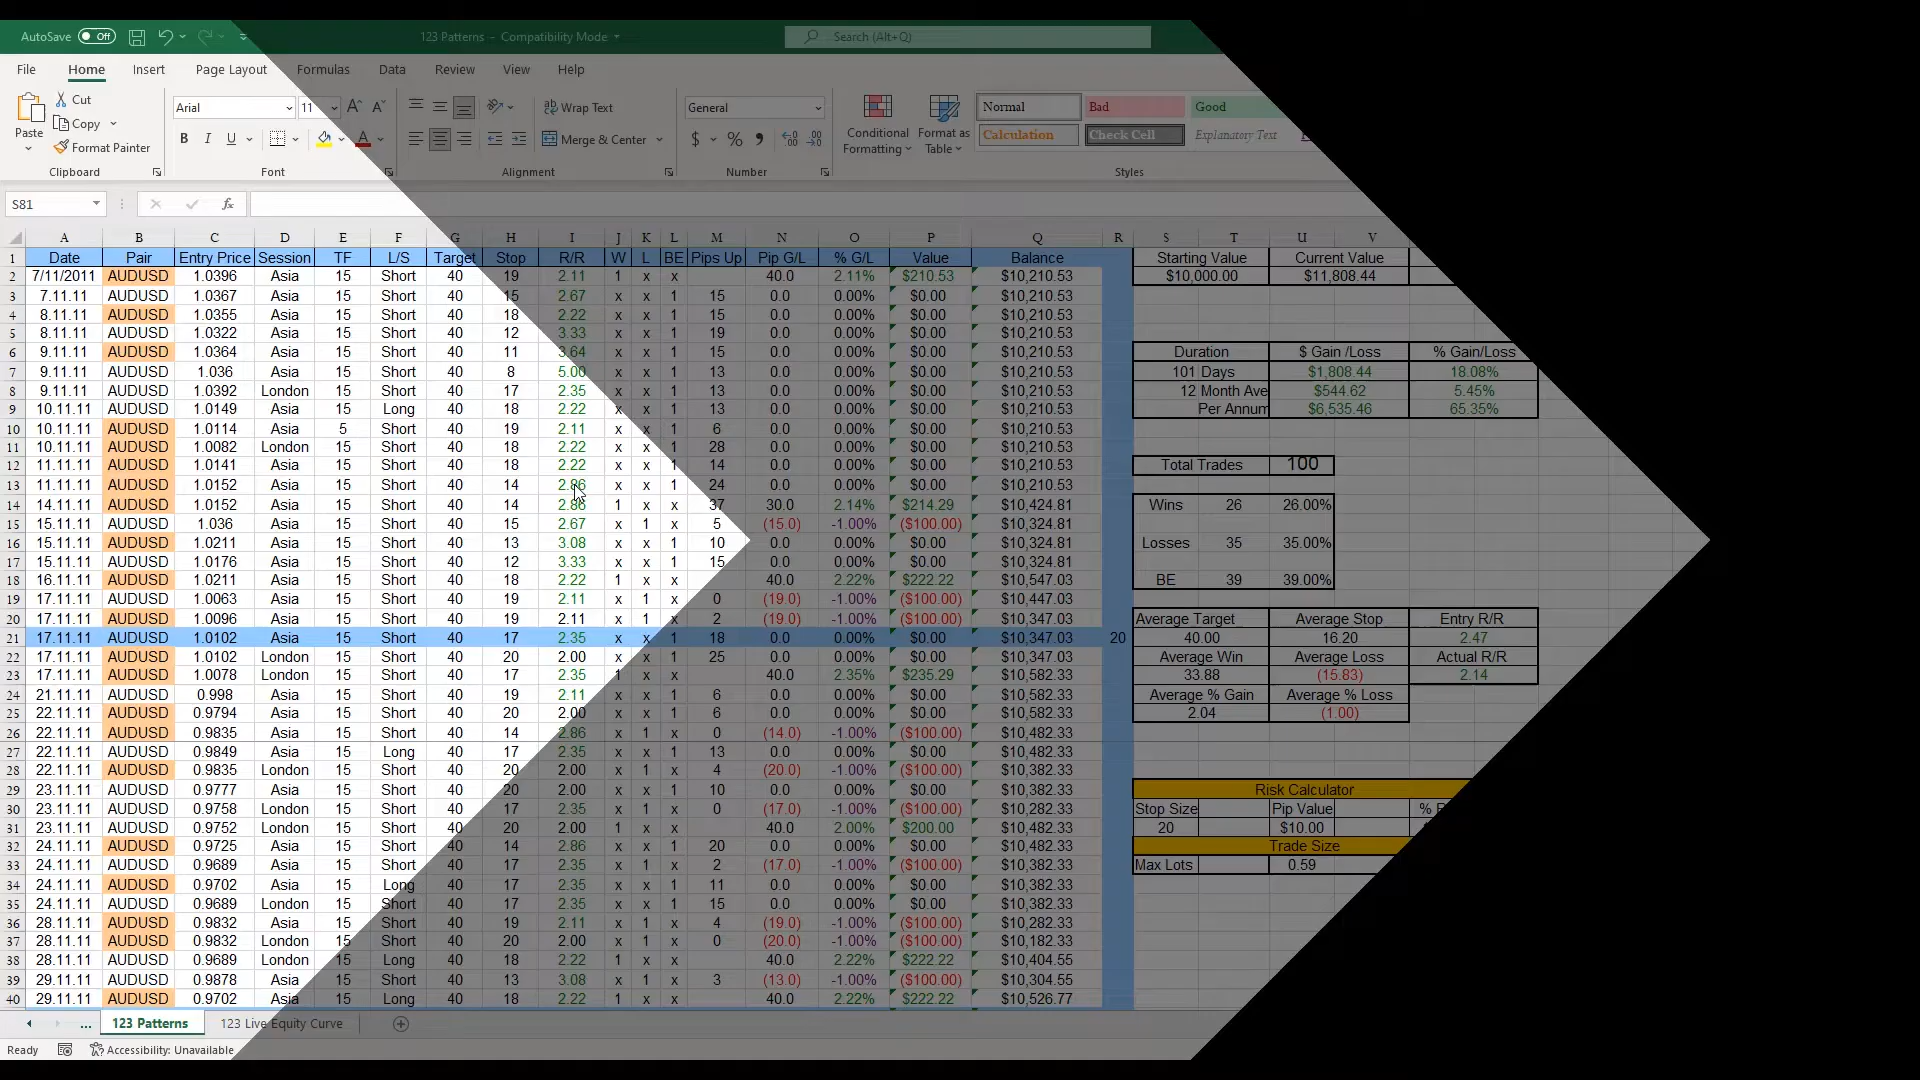 AutoSave Off 123 Patterns - Compatibility Mode Search (Alt+Q)
File Home Insert Page Layout Formulas Data Review View Help
Cut
Copy
Format Painter
Paste
Arial 11
B I U
Wrap Text
Merge & Center
General
$ %
Conditional Formatting
Format as Table
Normal Bad Good
Calculation Check Cell Explanatory Text
Clipboard Font Alignment Number Styles
S81 fx
A B C D E F G H I J K L M N O P Q R S T U V
1 Date Pair Entry Price Session TF L/S Target Stop R/R W L BE Pips Up Pip G/L % G/L Value Balance Starting Value Current Value
2 7/11/2011 AUDUSD 1.0396 Asia 15 Short 40 19 2.11 1 x x 40.0 2.11% $210.53 $10,210.53 $10,000.00 $11,808.44
3 7.11.11 AUDUSD 1.0367 Asia 15 Short 40 15 2.67 x x 1 15 0.0 0.00% $0.00 $10,210.53
4 8.11.11 AUDUSD 1.0355 Asia 15 Short 40 18 2.22 x x 1 15 0.0 0.00% $0.00 $10,210.53
5 8.11.11 AUDUSD 1.0322 Asia 15 Short 40 12 3.33 x x 1 19 0.0 0.00% $0.00 $10,210.53
6 9.11.11 AUDUSD 1.0364 Asia 15 Short 40 11 3.64 x x 1 15 0.0 0.00% $0.00 $10,210.53 Duration $ Gain /Loss % Gain/Loss
7 9.11.11 AUDUSD 1.036 Asia 15 Short 40 8 5.00 x x 1 13 0.0 0.00% $0.00 $10,210.53 101 Days $1,808.44 18.08%
8 9.11.11 AUDUSD 1.0392 London 15 Short 40 17 2.35 x x 1 13 0.0 0.00% $0.00 $10,210.53 12 Month Ave $544.62 5.45%
9 10.11.11 AUDUSD 1.0149 Asia 15 Long 40 18 2.22 x x 1 13 0.0 0.00% $0.00 $10,210.53 Per Annum $6,535.46 65.35%
10 10.11.11 AUDUSD 1.0114 Asia 5 Short 40 19 2.11 x x 1 6 0.0 0.00% $0.00 $10,210.53
11 10.11.11 AUDUSD 1.0082 London 15 Short 40 18 2.22 x x 1 28 0.0 0.00% $0.00 $10,210.53
12 11.11.11 AUDUSD 1.0141 Asia 15 Short 40 18 2.22 x x 1 14 0.0 0.00% $0.00 $10,210.53 Total Trades 100
13 11.11.11 AUDUSD 1.0152 Asia 15 Short 40 14 2.86 x x 1 24 0.0 0.00% $0.00 $10,210.53
14 14.11.11 AUDUSD 1.0152 Asia 15 Short 40 14 2.86 1 x x 37 30.0 2.14% $214.29 $10,424.81 Wins 26 26.00%
15 15.11.11 AUDUSD 1.036 Asia 15 Short 40 15 2.67 x 1 x 5 (15.0) -1.00% ($100.00) $10,324.81
16 15.11.11 AUDUSD 1.0211 Asia 15 Short 40 13 3.08 x x 1 10 0.0 0.00% $0.00 $10,324.81 Losses 35 35.00%
17 15.11.11 AUDUSD 1.0176 Asia 15 Short 40 12 3.33 x x 1 15 0.0 0.00% $0.00 $10,324.81
18 16.11.11 AUDUSD 1.0211 Asia 15 Short 40 18 2.22 1 x x 40.0 2.22% $222.22 $10,547.03 BE 39 39.00%
19 17.11.11 AUDUSD 1.0063 Asia 15 Short 40 19 2.11 x 1 x 0 (19.0) -1.00% ($100.00) $10,447.03
20 17.11.11 AUDUSD 1.0096 Asia 15 Short 40 19 2.11 x 1 x 2 (19.0) -1.00% ($100.00) $10,347.03 Average Target Average Stop Entry R/R
21 17.11.11 AUDUSD 1.0102 Asia 15 Short 40 17 2.35 x x 1 18 0.0 0.00% $0.00 $10,347.03 20 40.00 16.20 2.47
22 17.11.11 AUDUSD 1.0102 London 15 Short 40 20 2.00 x x 1 25 0.0 0.00% $0.00 $10,347.03 Average Win Average Loss Actual R/R
23 17.11.11 AUDUSD 1.0078 London 15 Short 40 17 2.35 1 x x 40.0 2.35% $235.29 $10,582.33 33.88 (15.83) 2.14
24 21.11.11 AUDUSD 0.998 Asia 15 Short 40 19 2.11 x x 1 6 0.0 0.00% $0.00 $10,582.33 Average % Gain Average % Loss
25 22.11.11 AUDUSD 0.9794 Asia 15 Short 40 20 2.00 x x 1 6 0.0 0.00% $0.00 $10,582.33 2.04 (1.00)
26 22.11.11 AUDUSD 0.9835 Asia 15 Short 40 14 2.86 x 1 x 0 (14.0) -1.00% ($100.00) $10,482.33
27 22.11.11 AUDUSD 0.9849 Asia 15 Long 40 17 2.35 x x 1 13 0.0 0.00% $0.00 $10,482.33
28 22.11.11 AUDUSD 0.9835 London 15 Short 40 20 2.00 x 1 x 4 (20.0) -1.00% ($100.00) $10,382.33
29 23.11.11 AUDUSD 0.9777 Asia 15 Short 40 20 2.00 x x 1 10 0.0 0.00% $0.00 $10,382.33 Risk Calculator
30 23.11.11 AUDUSD 0.9758 London 15 Short 40 17 2.35 x 1 x 0 (17.0) -1.00% ($100.00) $10,282.33 Stop Size Pip Value %
31 23.11.11 AUDUSD 0.9752 London 15 Short 40 20 2.00 1 x x 40.0 2.00% $200.00 $10,482.33 20 $10.00
32 24.11.11 AUDUSD 0.9725 Asia 15 Short 40 14 2.86 x x 1 20 0.0 0.00% $0.00 $10,482.33 Trade Size
33 24.11.11 AUDUSD 0.9689 Asia 15 Short 40 17 2.35 x 1 x 2 (17.0) -1.00% ($100.00) $10,382.33 Max Lots 0.59
34 24.11.11 AUDUSD 0.9702 Asia 15 Long 40 17 2.35 x x 1 11 0.0 0.00% $0.00 $10,382.33
35 24.11.11 AUDUSD 0.9689 London 15 Short 40 17 2.35 x x 1 15 0.0 0.00% $0.00 $10,382.33
36 28.11.11 AUDUSD 0.9832 Asia 15 Short 40 19 2.11 x 1 x 4 (19.0) -1.00% ($100.00) $10,282.33
37 28.11.11 AUDUSD 0.9832 London 15 Short 40 20 2.00 x 1 x 0 (20.0) -1.00% ($100.00) $10,182.33
38 28.11.11 AUDUSD 0.9689 London 15 Long 40 18 2.22 1 x x 40.0 2.22% $222.22 $10,404.55
39 29.11.11 AUDUSD 0.9878 Asia 15 Short 40 13 3.08 x 1 x 3 (13.0) -1.00% ($100.00) $10,304.55
40 29.11.11 AUDUSD 0.9702 Asia 15 Long 40 18 2.22 1 x x 40.0 2.22% $222.22 $10,526.77
... 123 Patterns 123 Live Equity Curve
Ready Accessibility: Unavailable